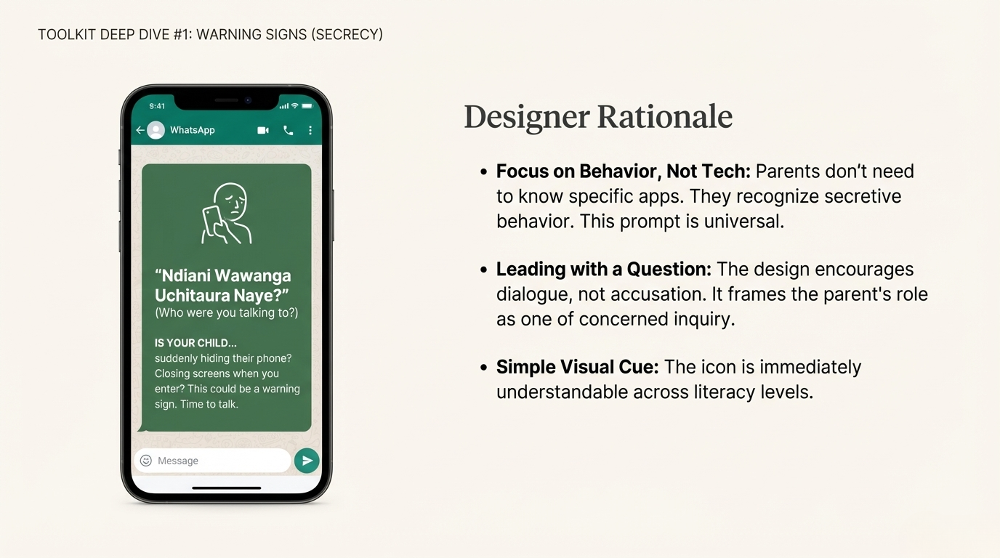 TOOLKIT DEEP DIVE #1: WARNING SIGNS (SECRECY)
9:41
WhatsApp
“Ndiani Wawanga
Uchitaura Naye?”
(Who were you talking to?)
IS YOUR CHILD...
suddenly hiding their phone?
Closing screens when you
enter? This could be a warning
sign. Time to talk.
Message
Designer Rationale
• Focus on Behavior, Not Tech: Parents don't need
to know specific apps. They recognize secretive
behavior. This prompt is universal.
• Leading with a Question: The design encourages
dialogue, not accusation. It frames the parent's role
as one of concerned inquiry.
• Simple Visual Cue: The icon is immediately
understandable across literacy levels.